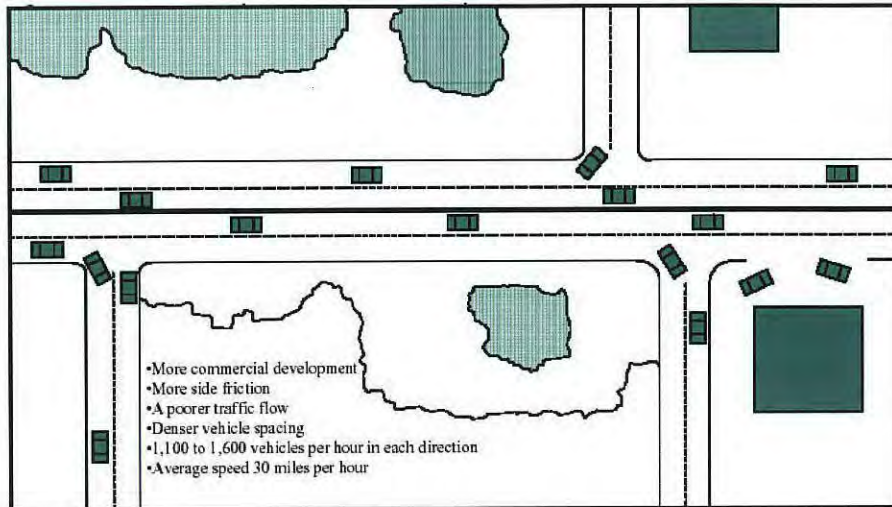 •More commercial development
•More side friction
•A poorer traffic flow
•Denser vehicle spacing
•1,100 to 1,600 vehicles per hour in each direction
•Average speed 30 miles per hour